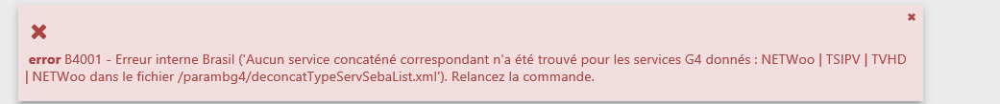 error B4001 - Erreur interne Brasil ('Aucun service concaténé correspondant n'a été trouvé pour les services G4 donnés : NETWoo | TSIPV | TVHD
| NETWoo dans le fichier /parambg4/deconcatTypeServSebaList.xml'). Relancez la commande.